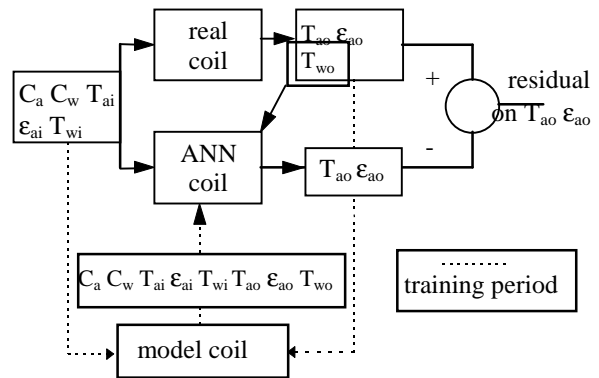 real
coil
T_ao ε_ao
T_wo
C_a C_w T_ai
ε_ai T_wi
+
residual
on T_ao ε_ao
-
ANN
coil
T_ao ε_ao
C_a C_w T_ai ε_ai T_wi T_ao ε_ao T_wo
training period
model coil